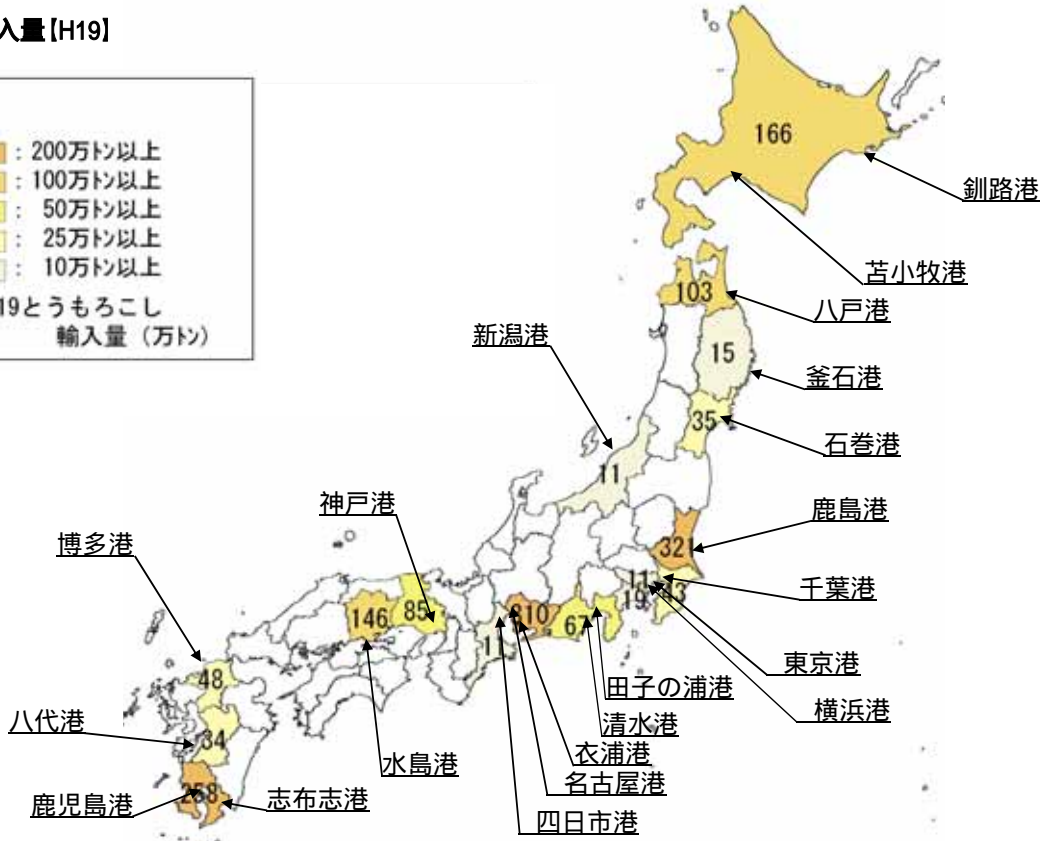 入量【H19】
: 200万トン以上
: 100万トン以上
: 50万トン以上
: 25万トン以上
: 10万トン以上
19とうもろこし
輸入量（万トン）
166
釧路港
苫小牧港
103
八戸港
新潟港
15
釜石港
35
石巻港
11
神戸港
鹿島港
博多港
321
千葉港
11
43
19
146
85
310
67
11
東京港
48
田子の浦港
横浜港
八代港
清水港
34
衣浦港
水島港
名古屋港
258
鹿児島港
志布志港
四日市港